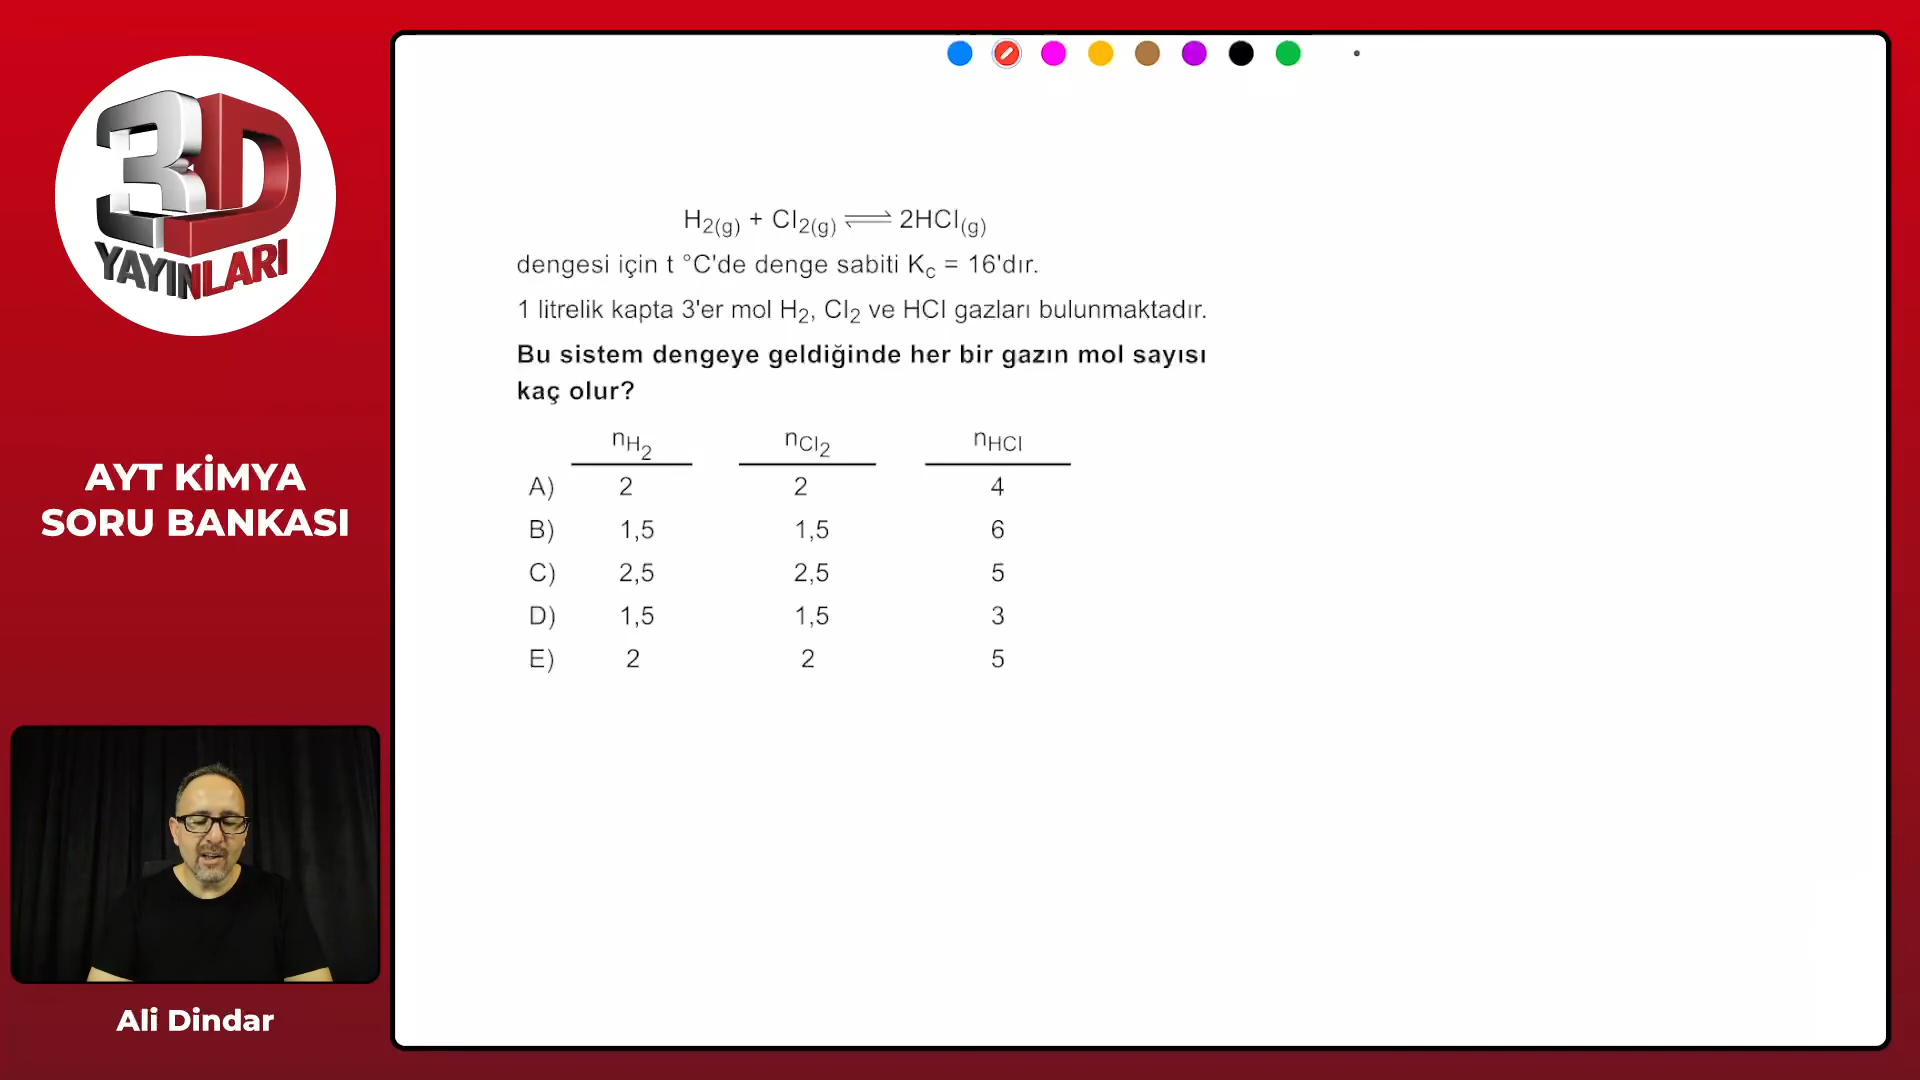 3D
YAYINLARI
AYT KİMYA
SORU BANKASI
Ali Dindar
H2(g) + Cl2(g) ⇌ 2HCl(g)
dengesi için t °C'de denge sabiti Kc = 16'dır.
1 litrelik kapta 3'er mol H2, Cl2 ve HCl gazları bulunmaktadır.
Bu sistem dengeye geldiğinde her bir gazın mol sayısı
kaç olur?
nH2 nCl2 nHCl
A) 2 2 4
B) 1,5 1,5 6
C) 2,5 2,5 5
D) 1,5 1,5 3
E) 2 2 5